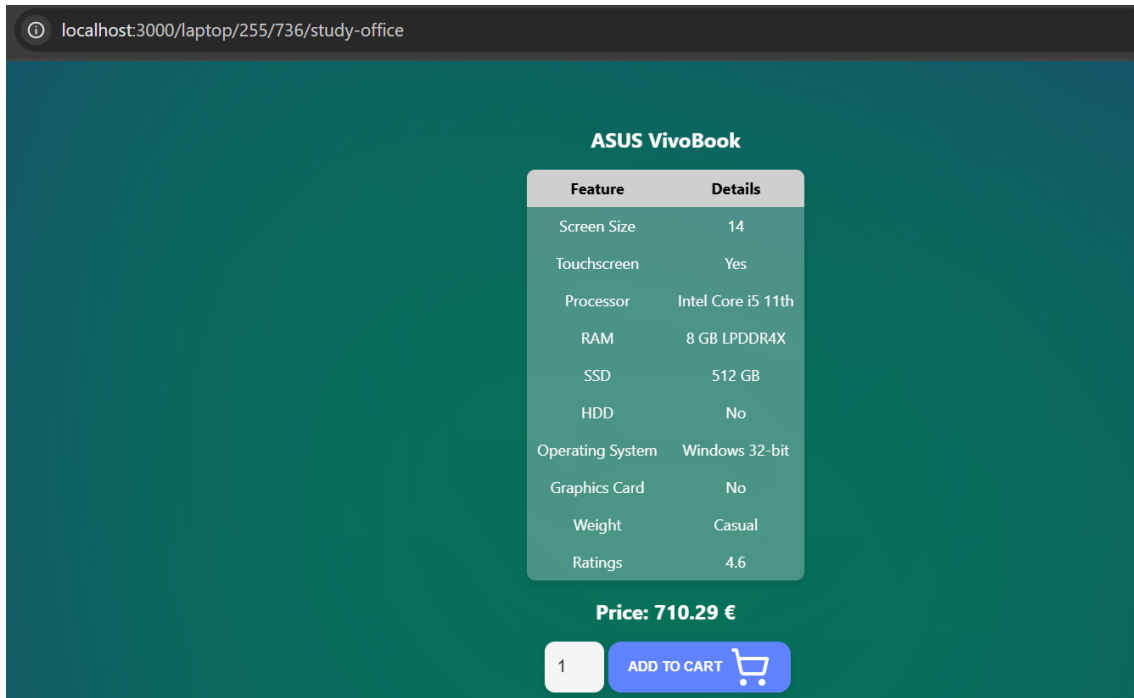 localhost:3000/laptop/255/736/study-office
ASUS VivoBook
Feature Details
Screen Size 14
Touchscreen Yes
Processor Intel Core i5 11th
RAM 8 GB LPDDR4X
SSD 512 GB
HDD No
Operating System Windows 32-bit
Graphics Card No
Weight Casual
Ratings 4.6
Price: 710.29 €
1 ADD TO CART